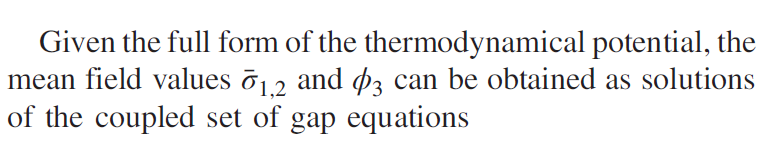 Given the full form of the thermodynamical potential, the
mean field values σ̄₁,₂ and ϕ₃ can be obtained as solutions
of the coupled set of gap equations